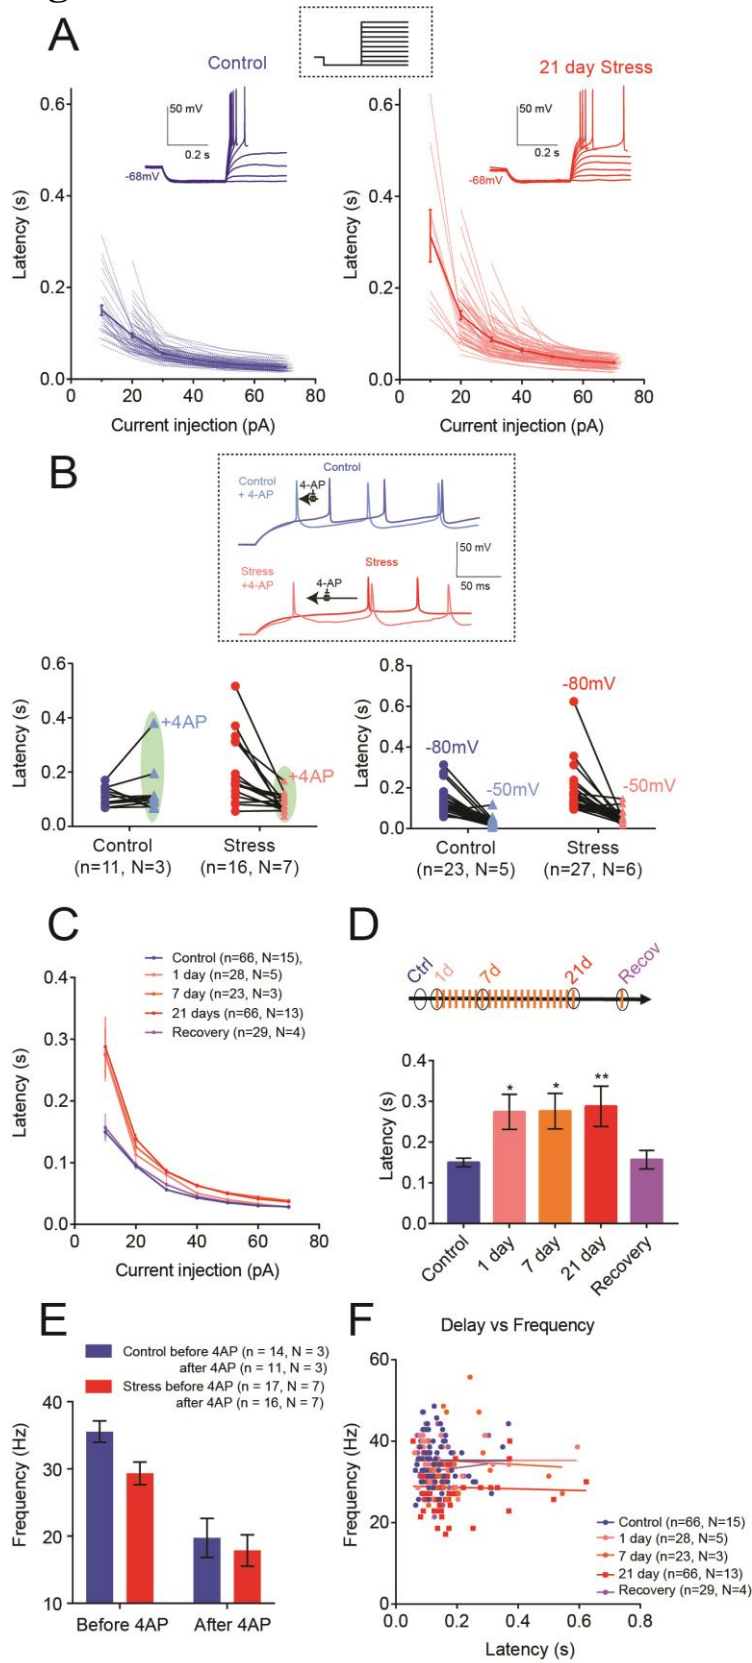 A
Control
21 day Stress
0.6
0.4
0.2
0.0
Latency (s)
50 mV
0.2 s
-68mV
0 20 40 60 80
Current injection (pA)
0.6
0.4
0.2
0.0
Latency (s)
50 mV
0.2 s
-68mV
0 20 40 60 80
Current injection (pA)
B
Control
Control
+ 4-AP
4-AP
50 mV
50 ms
Stress
Stress
+4-AP
4-AP
0.6
0.4
0.2
0.0
Latency (s)
+4AP
+4AP
Control
(n=11, N=3)
Stress
(n=16, N=7)
0.8
0.6
0.4
0.2
0.0
Latency (s)
-80mV
-50mV
-80mV
-50mV
Control
(n=23, N=5)
Stress
(n=27, N=6)
C
Control (n=66, N=15),
1 day (n=28, N=5)
7 day (n=23, N=3)
21 days (n=66, N=13)
Recovery (n=29, N=4)
0.4
0.3
0.2
0.1
0.0
Latency (s)
0 20 40 60 80
Current injection (pA)
D
Ctrl 1d 7d 21d Recov
0.4
0.3
0.2
0.1
0.0
Latency (s)
* * **
Control 1 day 7 day 21 day Recovery
E
Control before 4AP (n = 14, N = 3)
after 4AP (n = 11, N = 3)
Stress before 4AP (n = 17, N = 7)
after 4AP (n = 16, N = 7)
40
30
20
10
Frequency (Hz)
Before 4AP After 4AP
F
Delay vs Frequency
60
40
20
0
Frequency (Hz)
Control (n=66, N=15)
1 day (n=28, N=5)
7 day (n=23, N=3)
21 day (n=66, N=13)
Recovery (n=29, N=4)
0.0 0.2 0.4 0.6 0.8
Latency (s)